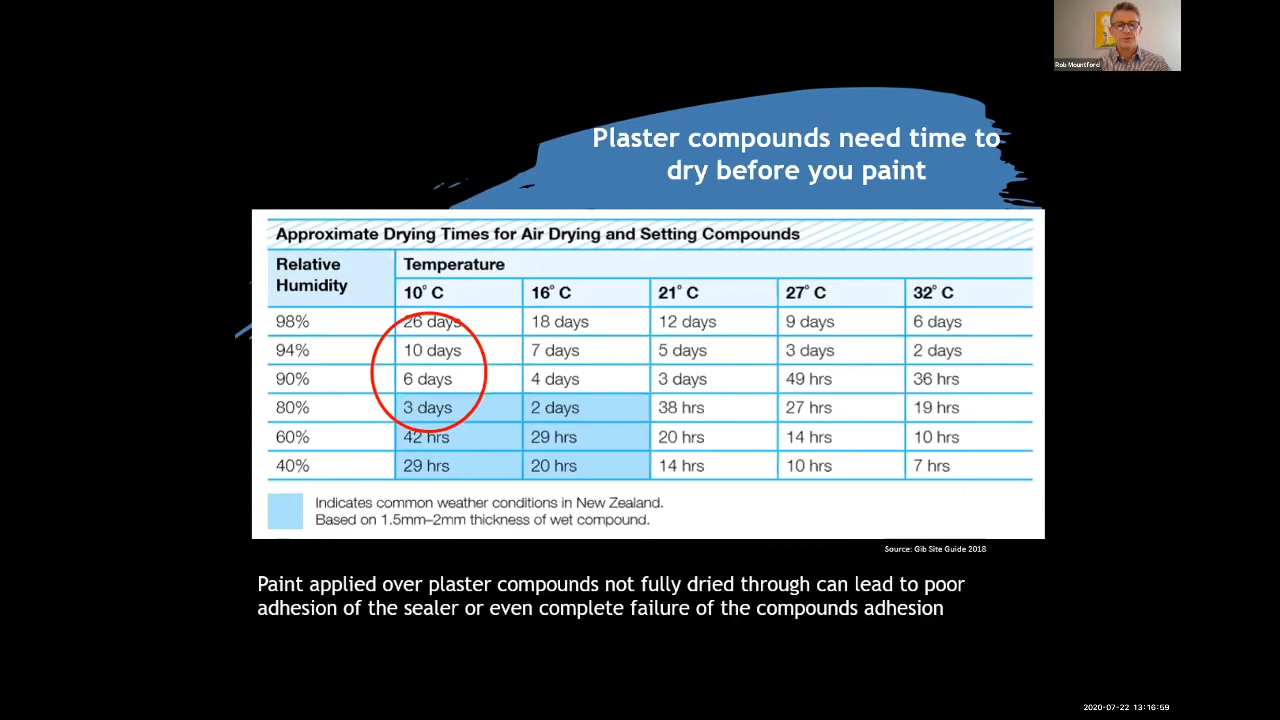 Rob Mountford
Plaster compounds need time to
dry before you paint
Approximate Drying Times for Air Drying and Setting Compounds
Relative Humidity Temperature
10° C 16° C 21° C 27° C 32° C
98% 26 days 18 days 12 days 9 days 6 days
94% 10 days 7 days 5 days 3 days 2 days
90% 6 days 4 days 3 days 49 hrs 36 hrs
80% 3 days 2 days 38 hrs 27 hrs 19 hrs
60% 42 hrs 29 hrs 20 hrs 14 hrs 10 hrs
40% 29 hrs 20 hrs 14 hrs 10 hrs 7 hrs
Indicates common weather conditions in New Zealand.
Based on 1.5mm–2mm thickness of wet compound.
Source: Gib Site Guide 2018
Paint applied over plaster compounds not fully dried through can lead to poor
adhesion of the sealer or even complete failure of the compounds adhesion
2020-07-22 13:16:59